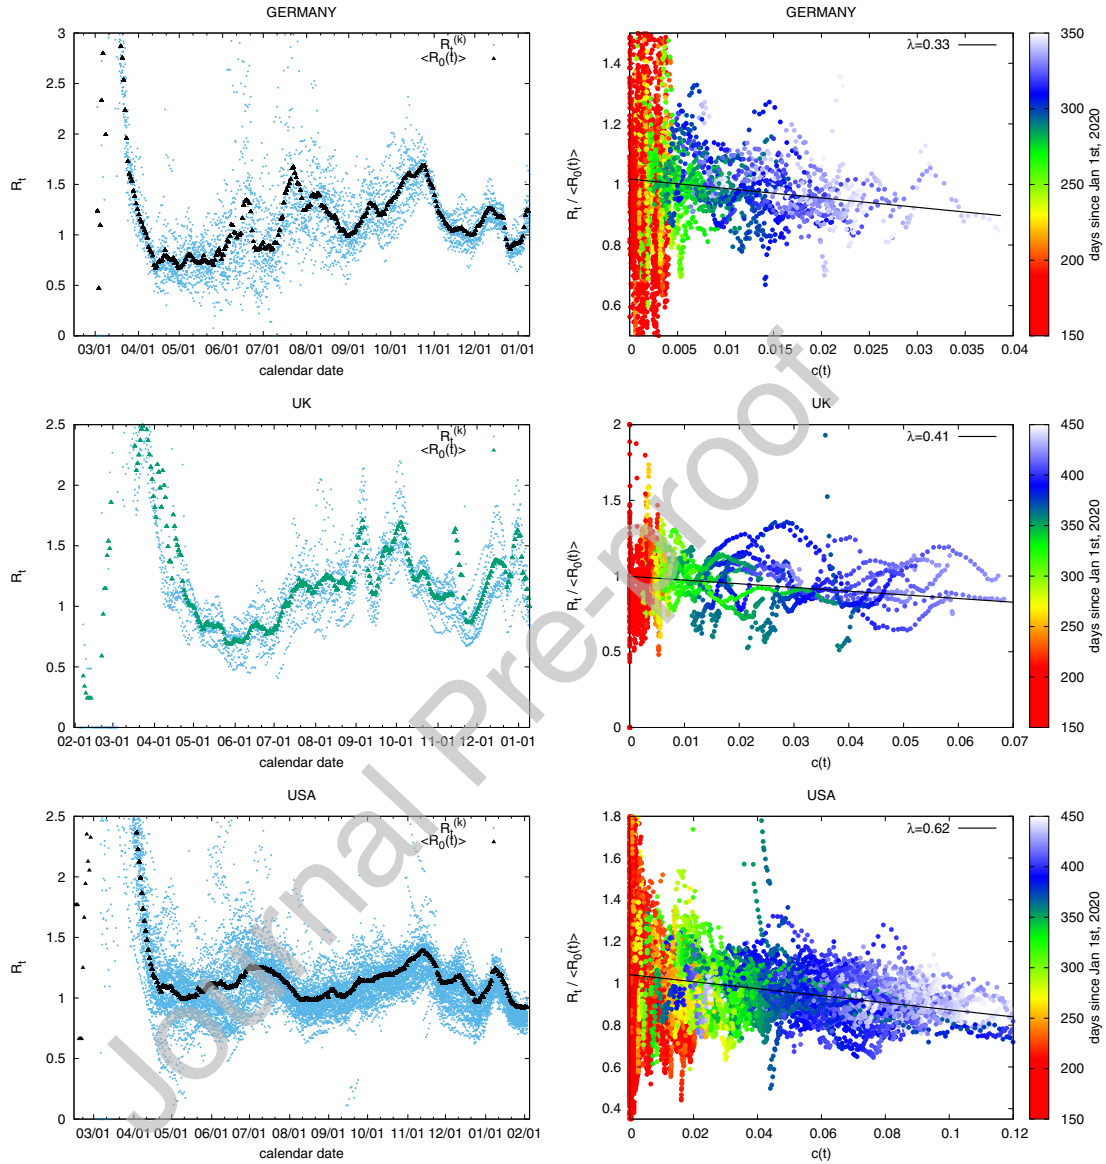 GERMANY
R_t^(k)
<R_0(t)>
R_t
3
2.5
2
1.5
1
0.5
0
03/01 04/01 05/01 06/01 07/01 08/01 09/01 10/01 11/01 12/01 01/01
calendar date
GERMANY
λ=0.33
R_t / <R_0(t)>
1.4
1.2
1
0.8
0.6
0 0.005 0.01 0.015 0.02 0.025 0.03 0.035 0.04
c(t)
350
300
250
200
150
days since Jan 1st, 2020
UK
R_t^(k)
<R_0(t)>
R_t
2.5
2
1.5
1
0.5
0
02-01 03-01 04-01 05-01 06-01 07-01 08-01 09-01 10-01 11-01 12-01 01-01
calendar date
UK
λ=0.41
R_t / <R_0(t)>
2
1.5
1
0.5
0
0 0.01 0.02 0.03 0.04 0.05 0.06 0.07
c(t)
450
400
350
300
250
200
150
days since Jan 1st, 2020
USA
R_t^(k)
<R_0(t)>
R_t
2.5
2
1.5
1
0.5
0
03/01 04/01 05/01 06/01 07/01 08/01 09/01 10/01 11/01 12/01 01/01 02/01
calendar date
USA
λ=0.62
R_t / <R_0(t)>
1.8
1.6
1.4
1.2
1
0.8
0.6
0.4
0 0.02 0.04 0.06 0.08 0.1 0.12
c(t)
450
400
350
300
250
200
150
days since Jan 1st, 2020
Journal Pre-proof